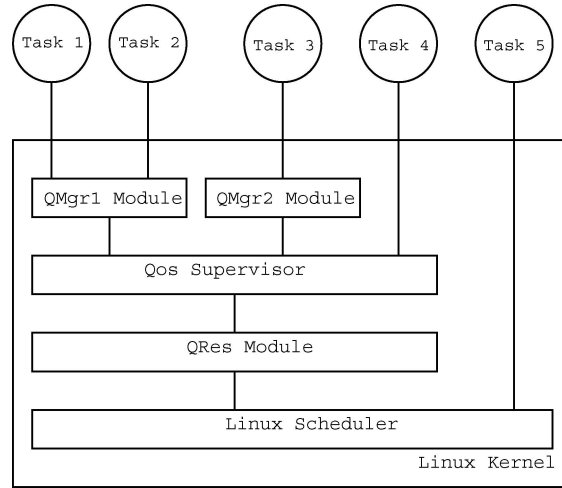 Task 1
Task 2
Task 3
Task 4
Task 5
QMgr1 Module
QMgr2 Module
Qos Supervisor
QRes Module
Linux Scheduler
Linux Kernel